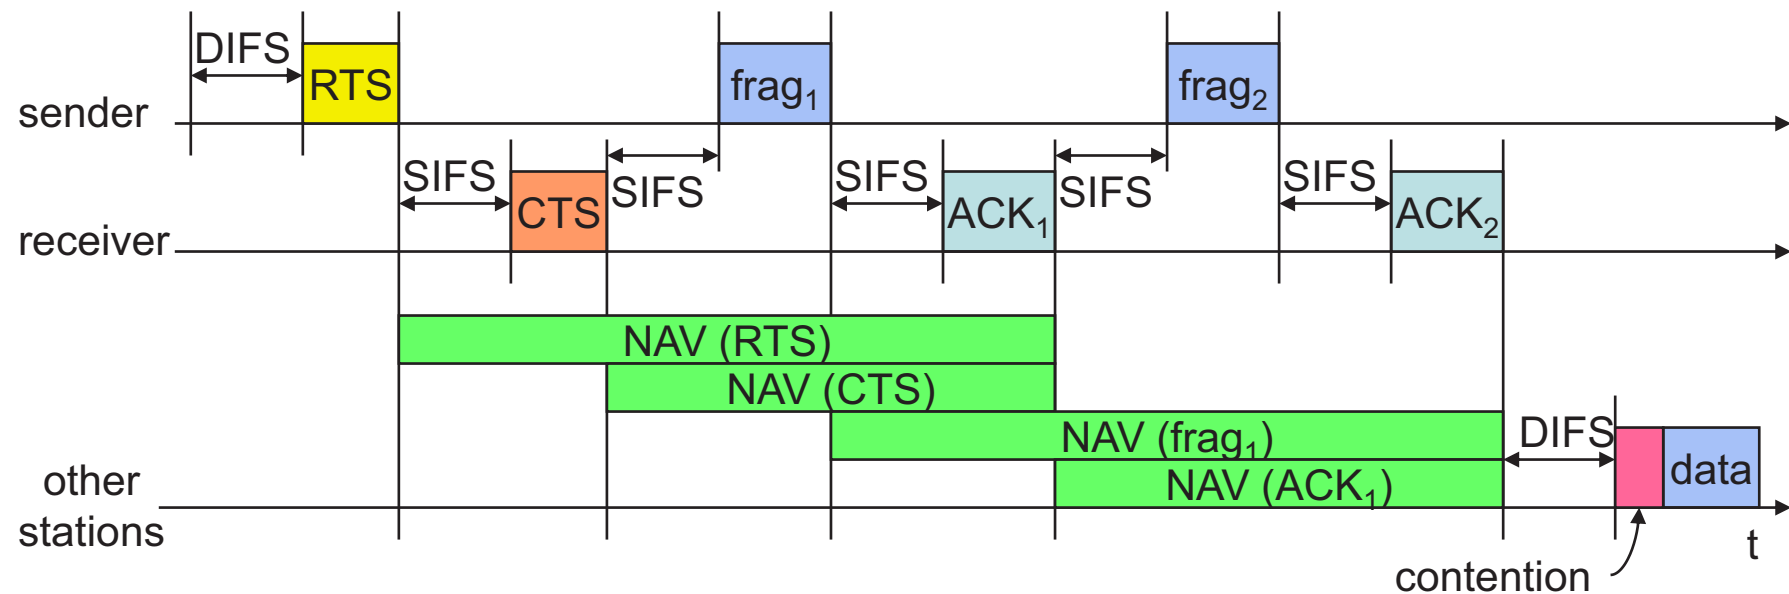 DIFS
RTS
frag₁
frag₂
sender
SIFS
CTS
SIFS
SIFS
ACK₁
SIFS
SIFS
ACK₂
receiver
NAV (RTS)
NAV (CTS)
NAV (frag₁)
NAV (ACK₁)
DIFS
data
other
stations
t
contention